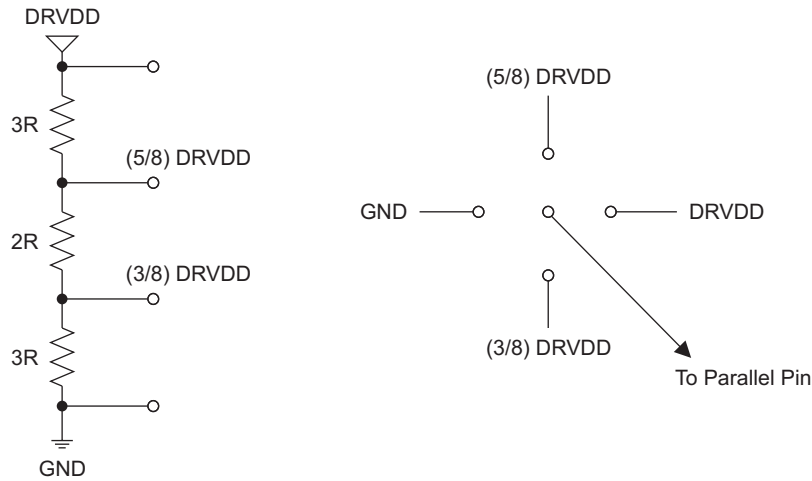 DRVDD
3R
(5/8) DRVDD
2R
(3/8) DRVDD
3R
GND
(5/8) DRVDD
GND
DRVDD
(3/8) DRVDD
To Parallel Pin